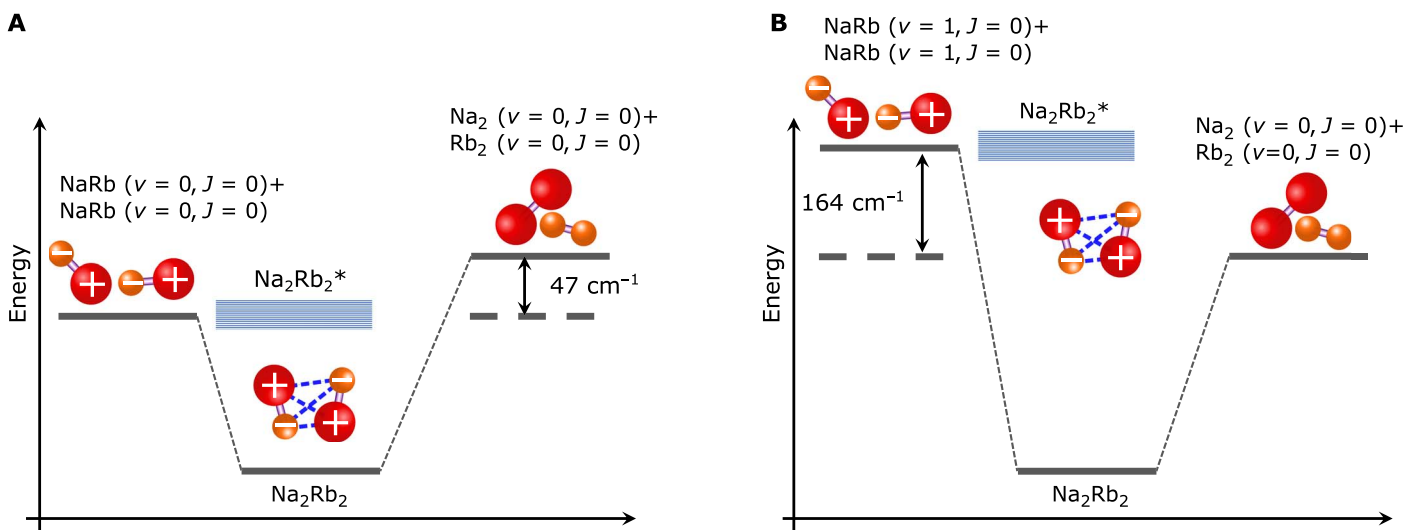 A
NaRb (v = 0, J = 0)+
NaRb (v = 0, J = 0)
Na₂ (v = 0, J = 0)+
Rb₂ (v = 0, J = 0)
Energy
Na₂Rb₂*
47 cm⁻¹
+
−
−
+
+
−
−
+
Na₂Rb₂
B
NaRb (v = 1, J = 0)+
NaRb (v = 1, J = 0)
Na₂Rb₂*
Na₂ (v = 0, J = 0)+
Rb₂ (v=0, J = 0)
Energy
164 cm⁻¹
−
+
−
+
+
−
−
+
Na₂Rb₂